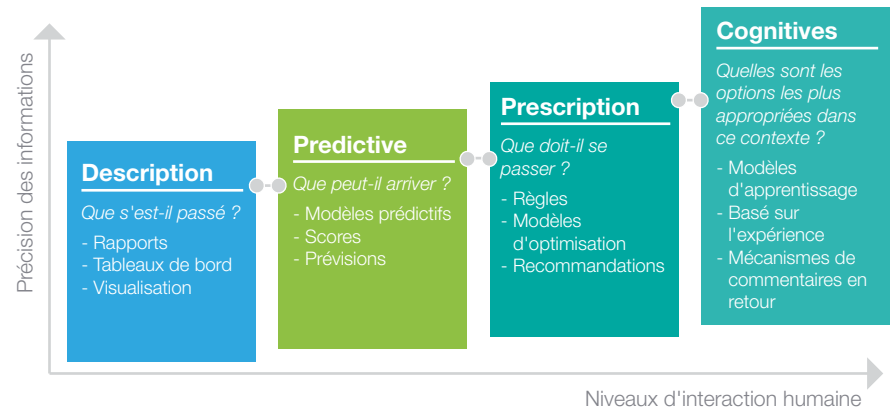 Précision des informations
Description
Que s'est-il passé ?
- Rapports
- Tableaux de bord
- Visualisation
Predictive
Que peut-il arriver ?
- Modèles prédictifs
- Scores
- Prévisions
Prescription
Que doit-il se
passer ?
- Règles
- Modèles
d'optimisation
- Recommandations
Cognitives
Quelles sont les
options les plus
appropriées dans
ce contexte ?
- Modèles
d'apprentissage
- Basé sur
l'expérience
- Mécanismes de
commentaires en
retour
Niveaux d'interaction humaine